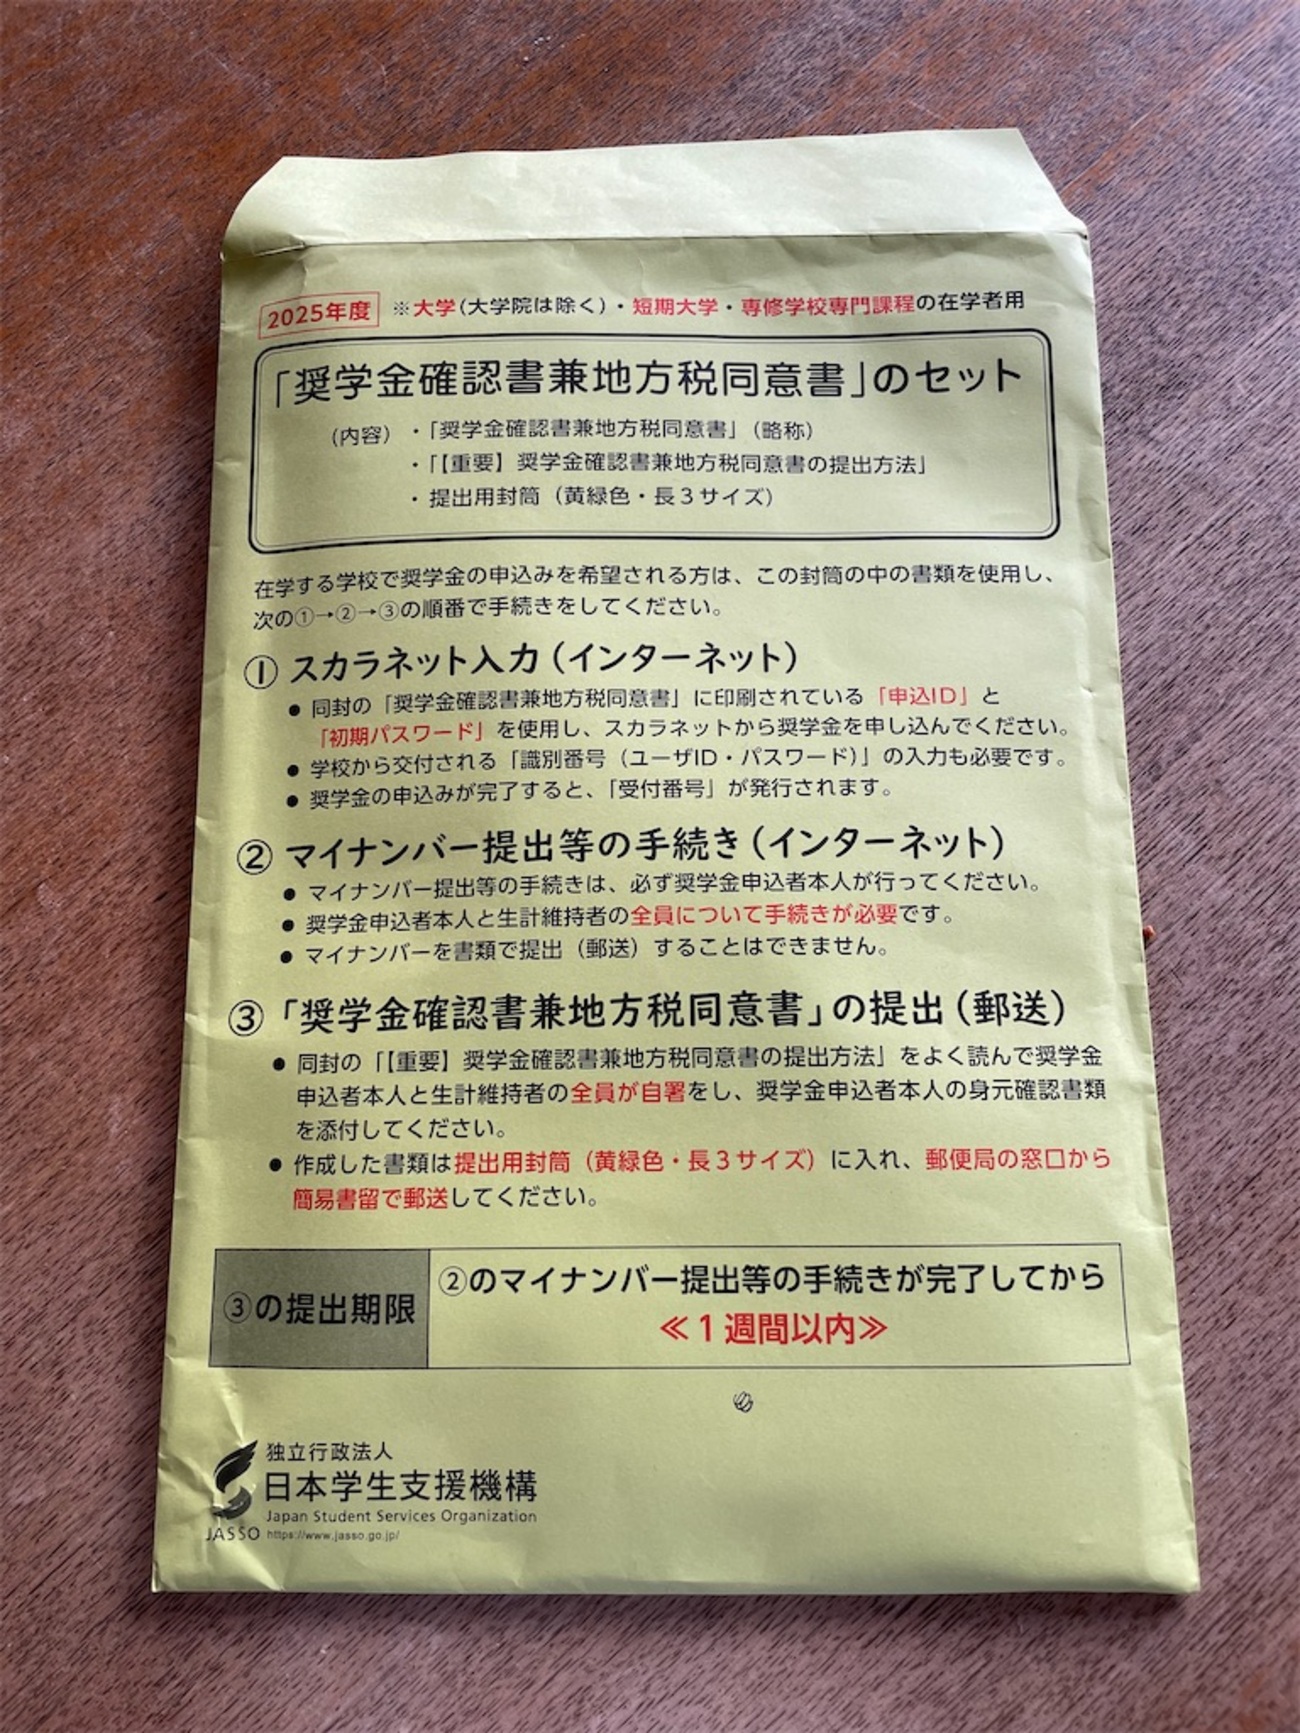 2025年度 ※大学(大学院は除く)・短期大学・専修学校専門課程の在学者用
「奨学金確認書兼地方税同意書」のセット
(内容)・「奨学金確認書兼地方税同意書」(略称)
・「【重要】奨学金確認書兼地方税同意書の提出方法」
・提出用封筒(黄緑色・長3サイズ)
在学する学校で奨学金の申込みを希望される方は、この封筒の中の書類を使用し、
次の①→②→③の順番で手続きをしてください。
① スカラネット入力(インターネット)
● 同封の「奨学金確認書兼地方税同意書」に印刷されている「申込ID」と
「初期パスワード」を使用し、スカラネットから奨学金を申し込んでください。
● 学校から交付される「識別番号(ユーザID・パスワード)」の入力も必要です。
● 奨学金の申込みが完了すると、「受付番号」が発行されます。
② マイナンバー提出等の手続き(インターネット)
● マイナンバー提出等の手続きは、必ず奨学金申込者本人が行ってください。
● 奨学金申込者本人と生計維持者の全員について手続きが必要です。
● マイナンバーを書類で提出(郵送)することはできません。
③「奨学金確認書兼地方税同意書」の提出(郵送)
● 同封の「【重要】奨学金確認書兼地方税同意書の提出方法」をよく読んで奨学金
申込者本人と生計維持者の全員が自署をし、奨学金申込者本人の身元確認書類
を添付してください。
● 作成した書類は提出用封筒(黄緑色・長3サイズ)に入れ、郵便局の窓口から
簡易書留で郵送してください。
③の提出期限
②のマイナンバー提出等の手続きが完了してから
≪1週間以内≫
独立行政法人
日本学生支援機構
Japan Student Services Organization
JASSO https://www.jasso.go.jp/